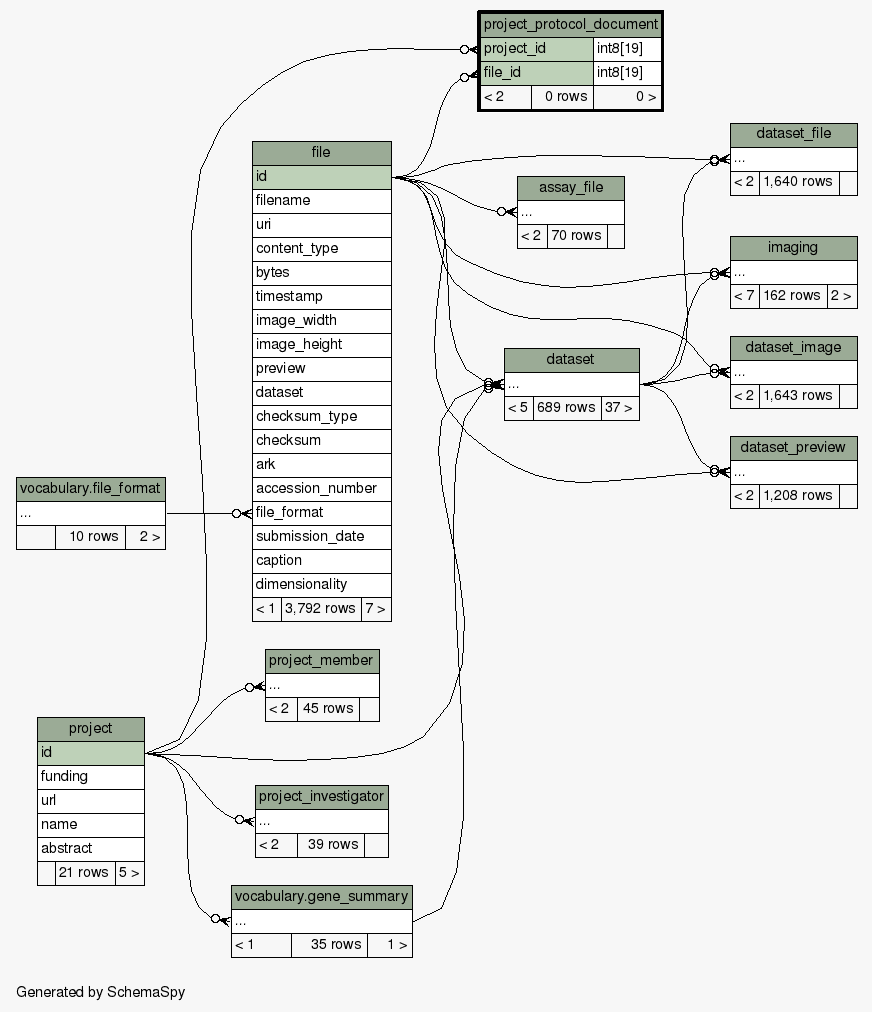 project_protocol_document
project_id int8[19]
file_id int8[19]
< 2 0 rows 0 >
file
id
filename
uri
content_type
bytes
timestamp
image_width
image_height
preview
dataset
checksum_type
checksum
ark
accession_number
file_format
submission_date
caption
dimensionality
< 1 3,792 rows 7 >
dataset_file
...
< 2 1,640 rows
assay_file
...
< 2 70 rows
imaging
...
< 7 162 rows 2 >
dataset
...
< 5 689 rows 37 >
dataset_image
...
< 2 1,643 rows
dataset_preview
...
< 2 1,208 rows
vocabulary.file_format
...
10 rows 2 >
project_member
...
< 2 45 rows
project
id
funding
url
name
abstract
21 rows 5 >
project_investigator
...
< 2 39 rows
vocabulary.gene_summary
...
< 1 35 rows 1 >
Generated by SchemaSpy